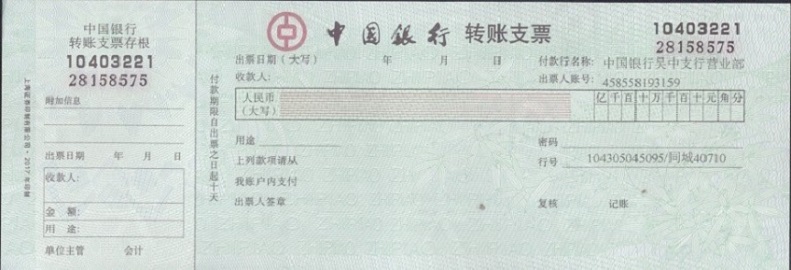 中国银行
转账支票存根
10403221
28158575
附加信息
出票日期 年 月 日
收款人:
金 额:
用 途:
单位主管 会计
上海证券印制有限公司·2017年印制
付款期限自出票之日起十天
中国银行 转账支票
10403221
28158575
出票日期(大写) 年 月 日
付款行名称: 中国银行吴中支行营业部
收款人:
出票人账号: 458558193159
人民币
(大写)
亿 千 百 十 万 千 百 十 元 角 分
用途
密码
上列款项请从
行号 104305045095/同城40710
我账户内支付
出票人签章
复核 记账